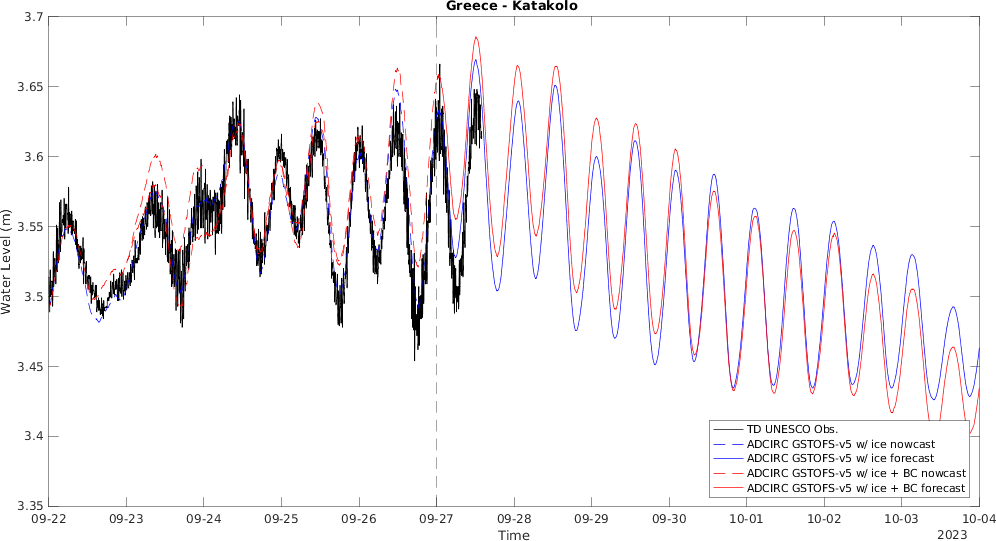 Greece - Katakolo
3.7
3.65
3.6
3.55
3.5
3.45
3.4
3.35
Water Level (m)
09-22 09-23 09-24 09-25 09-26 09-27 09-28 09-29 09-30 10-01 10-02 10-03 10-04
Time
2023
TD UNESCO Obs.
ADCIRC GSTOFS-v5 w/ ice nowcast
ADCIRC GSTOFS-v5 w/ ice forecast
ADCIRC GSTOFS-v5 w/ ice + BC nowcast
ADCIRC GSTOFS-v5 w/ ice + BC forecast